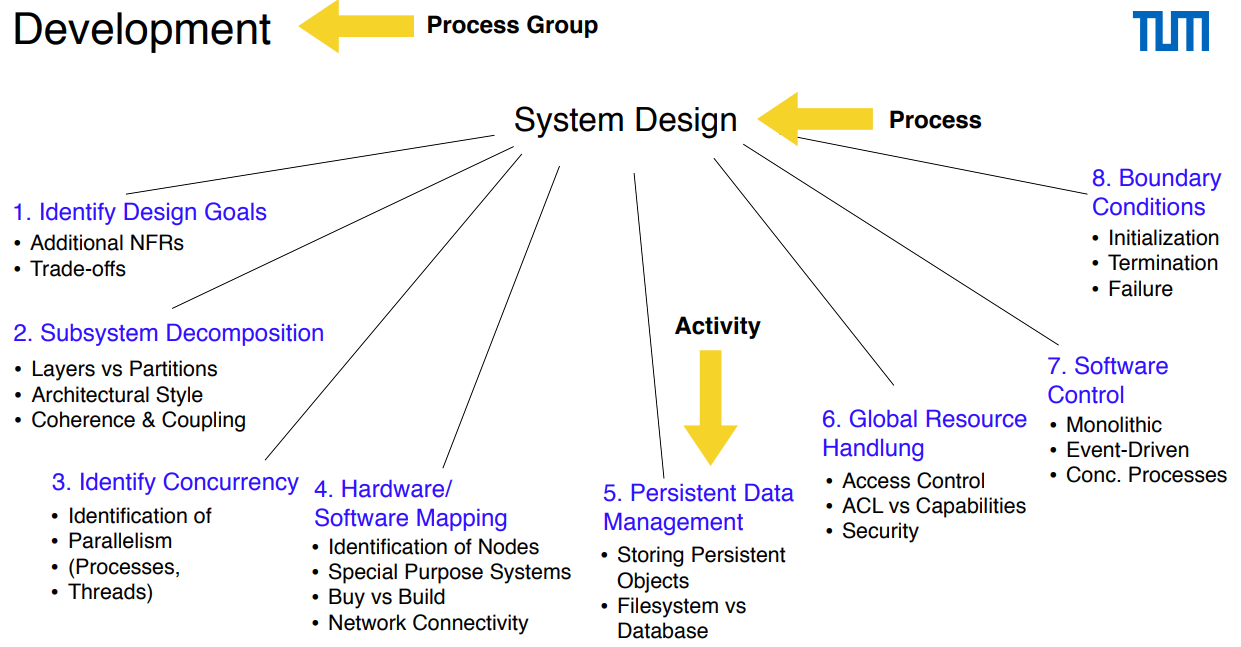 Development
Process Group
TUM
System Design
Process
1. Identify Design Goals
• Additional NFRs
• Trade-offs
2. Subsystem Decomposition
• Layers vs Partitions
• Architectural Style
• Coherence & Coupling
3. Identify Concurrency
• Identification of
• Parallelism
• (Processes,
• Threads)
4. Hardware/
Software Mapping
• Identification of Nodes
• Special Purpose Systems
• Buy vs Build
• Network Connectivity
Activity
5. Persistent Data
Management
• Storing Persistent
Objects
• Filesystem vs
Database
6. Global Resource
Handlung
• Access Control
• ACL vs Capabilities
• Security
7. Software
Control
• Monolithic
• Event-Driven
• Conc. Processes
8. Boundary
Conditions
• Initialization
• Termination
• Failure